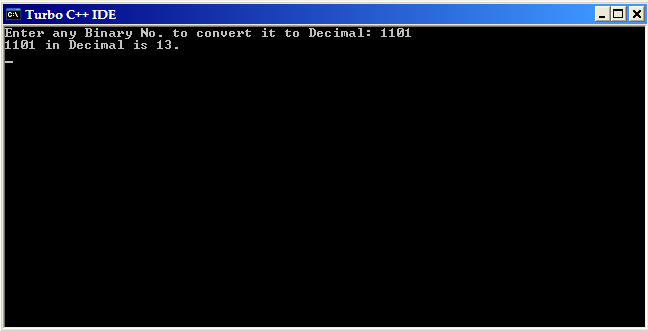 Turbo C++ IDE
Enter any Binary No. to convert it to Decimal: 1101
1101 in Decimal is 13.